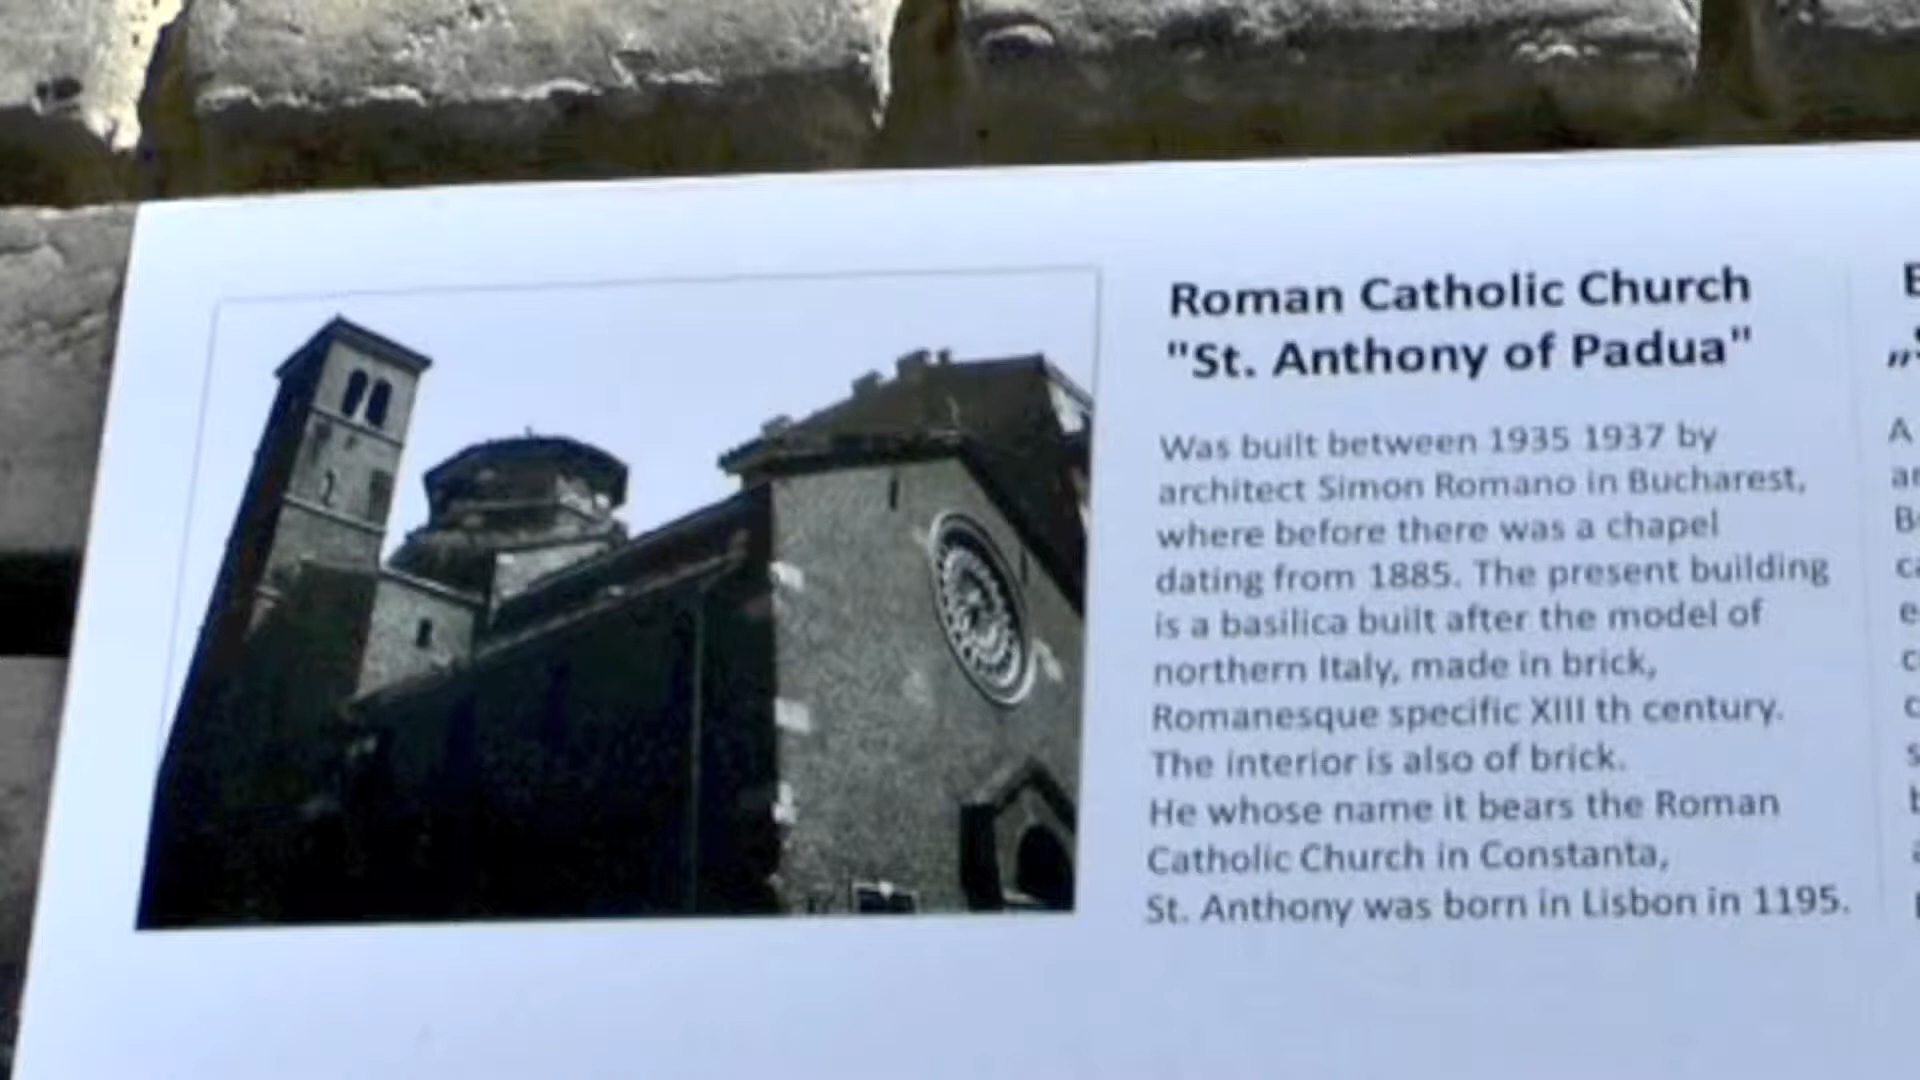 Roman Catholic Church
"St. Anthony of Padua"
Was built between 1935 1937 by
architect Simon Romano in Bucharest,
where before there was a chapel
dating from 1885. The present building
is a basilica built after the model of
northern Italy, made in brick,
Romanesque specific XIII th century.
The interior is also of brick.
He whose name it bears the Roman
Catholic Church in Constanta,
St. Anthony was born in Lisbon in 1195.